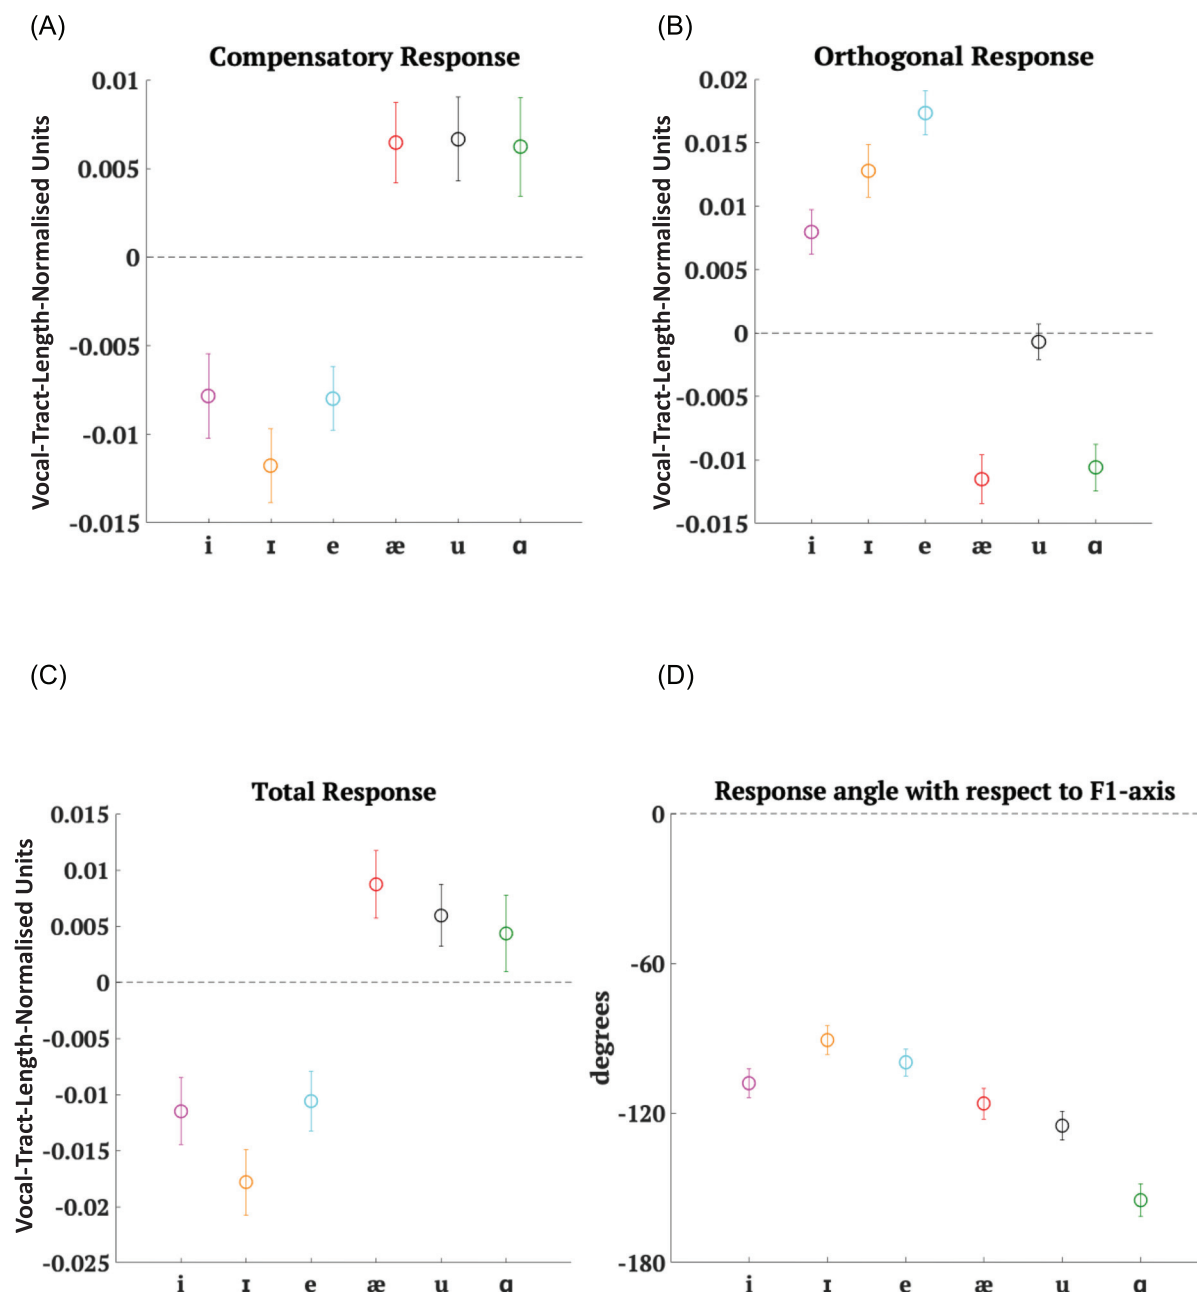 (A)
Compensatory Response
Vocal-Tract-Length-Normalised Units
0.01
0.005
0
-0.005
-0.01
-0.015
i ɪ e æ u ɑ
(B)
Orthogonal Response
Vocal-Tract-Length-Normalised Units
0.02
0.015
0.01
0.005
0
-0.005
-0.01
-0.015
i ɪ e æ u ɑ
(C)
Total Response
Vocal-Tract-Length-Normalised Units
0.015
0.01
0.005
0
-0.005
-0.01
-0.015
-0.02
-0.025
i ɪ e æ u ɑ
(D)
Response angle with respect to F1-axis
degrees
0
-60
-120
-180
i ɪ e æ u ɑ